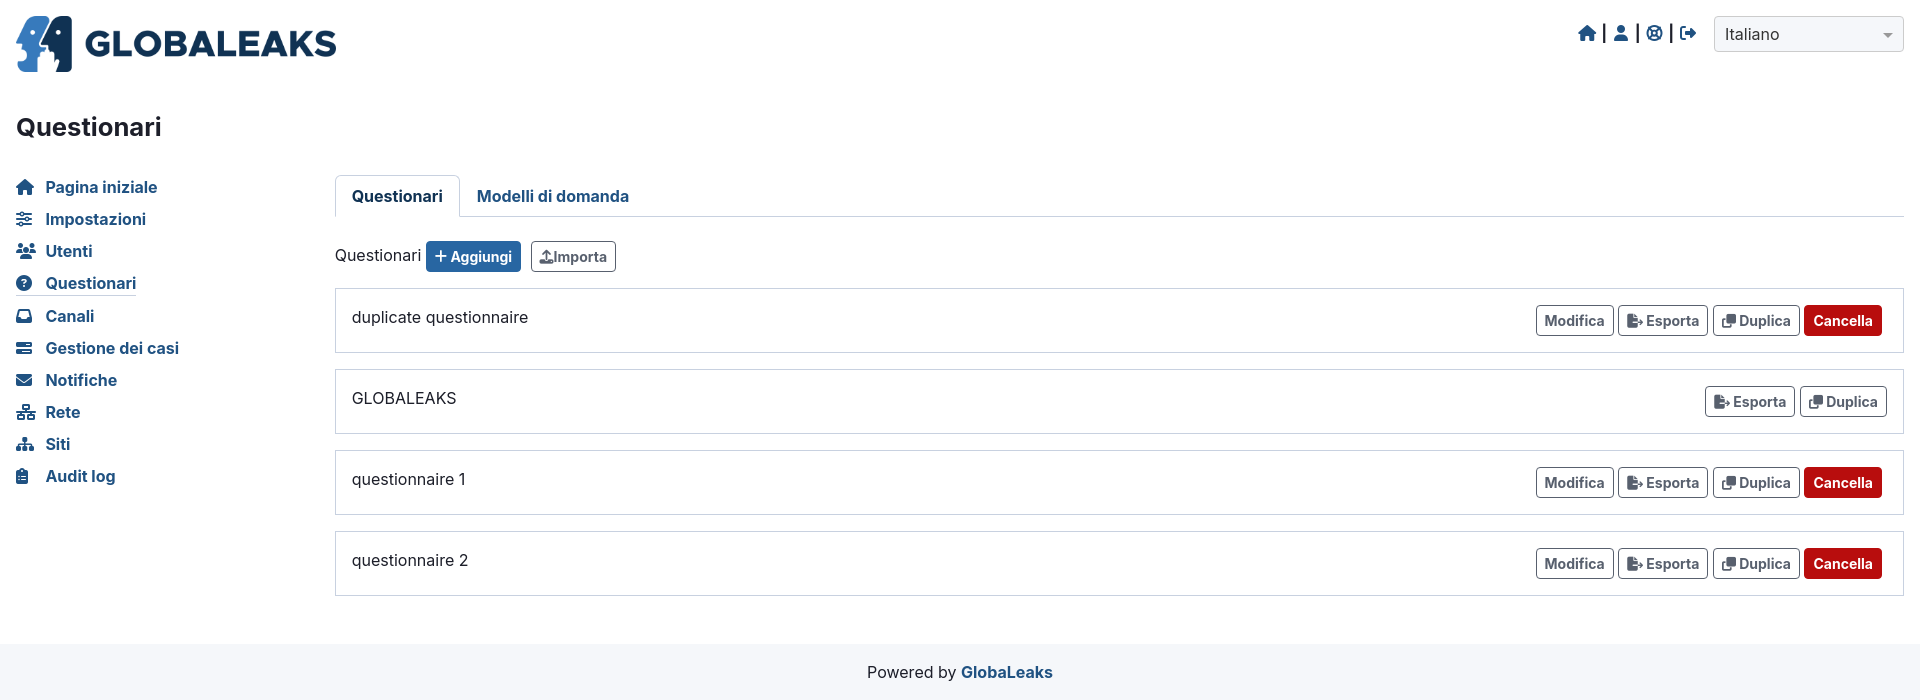 GLOBALEAKS
Italiano
Questionari
Pagina iniziale
Impostazioni
Utenti
Questionari
Canali
Gestione dei casi
Notifiche
Rete
Siti
Audit log
Questionari Modelli di domanda
Questionari Aggiungi Importa
duplicate questionnaire Modifica Esporta Duplica Cancella
GLOBALEAKS Esporta Duplica
questionnaire 1 Modifica Esporta Duplica Cancella
questionnaire 2 Modifica Esporta Duplica Cancella
Powered by GlobaLeaks